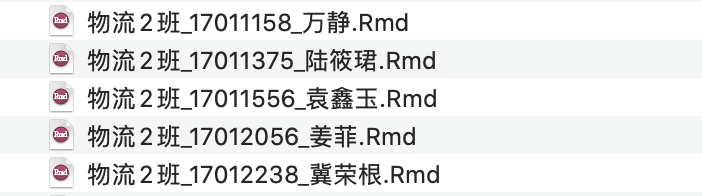 物流2班_17011158_万静.Rmd
物流2班_17011375_陆筱珺.Rmd
物流2班_17011556_袁鑫玉.Rmd
物流2班_17012056_姜菲.Rmd
物流2班_17012238_冀荣根.Rmd